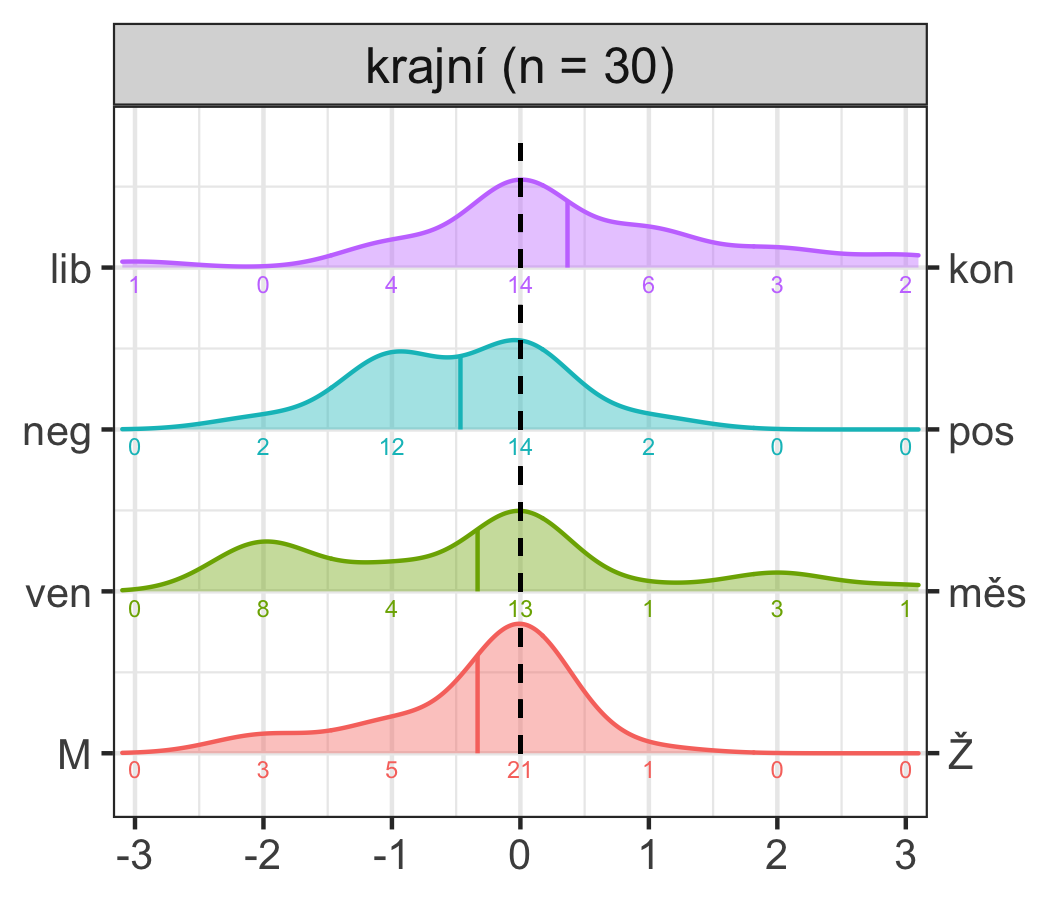 krajní (n = 30)
lib kon
1 0 4 14 6 3 2
neg pos
0 2 12 14 2 0 0
ven měs
0 8 4 13 1 3 1
M Ž
0 3 5 21 1 0 0
-3 -2 -1 0 1 2 3